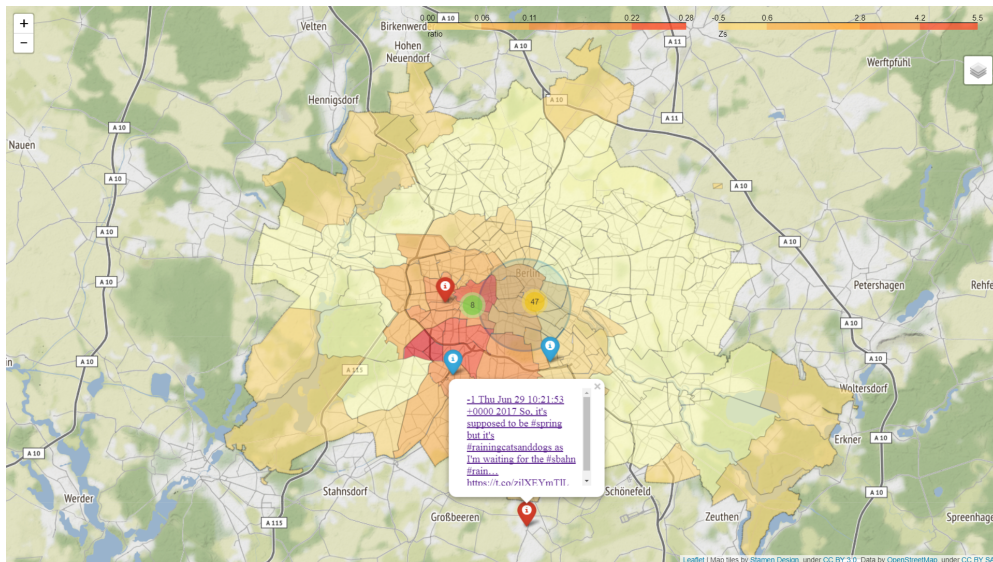 +
−
Velten
Birkenwerd
A 10
0.00 0.06 0.11 0.22 0.28
ratio
-0.5 0.6 2.8 4.2 5.5
Zs
Hohen
Neuendorf
A 10
A 11
Werftpfuhl
Hennigsdorf
A 10
A 11
A 10
Nauen
A 10
A 10
A 10
A 10
Berlin
Petershagen
Rehfe
8
47
A 10
A 10
A 115
A 10
Woltersdorf
-1 Thu Jun 29 10:21:53
+0000 2017 So, it's
supposed to be #spring
but it's
#rainingcatsanddogs as
I'm waiting for the #sbahn
#rain…
×
Erkner
A 10
A 10
Stahnsdorf
Schönefeld
A 10
Werder
Großbeeren
Zeuthen
Spreenhage
A 115
Leaflet | Map tiles by Stamen Design, under CC BY 3.0. Data by OpenStreetMap, under CC BY SA